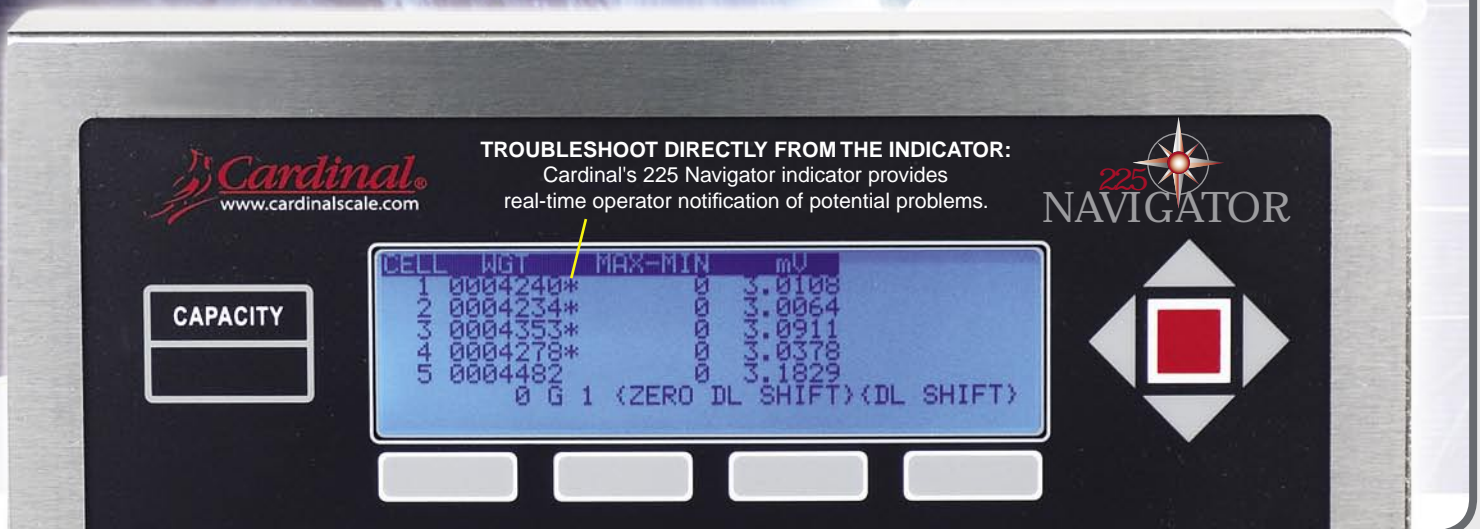 Cardinal®
www.cardinalscale.com
TROUBLESHOOT DIRECTLY FROM THE INDICATOR:
Cardinal's 225 Navigator indicator provides
real-time operator notification of potential problems.
225
NAVIGATOR
CAPACITY
CELL WGT MAX-MIN mV
1 0004240* 0 3.0108
2 0004234* 0 3.0064
3 0004353* 0 3.0911
4 0004278* 0 3.0378
5 0004482 0 3.1829
0 G 1 {ZERO DL SHIFT}{DL SHIFT}